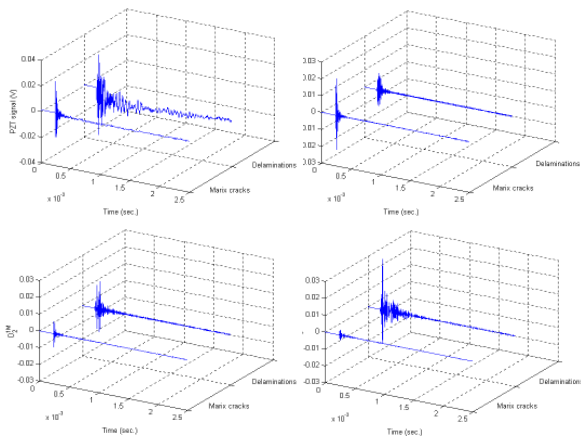 0.04
0.02
0
-0.02
-0.04
PZT signal (V)
0
0.5
1
1.5
2
2.5
x 10⁻³
Time (sec.)
Marix cracks
Delaminations
0.03
0.02
0.01
0
0.01
0.02
0.03
0
0.5
1
1.5
2
2.5
x 10⁻³
Time (sec.)
Marix cracks
Delaminations
0.03
0.02
0.01
0
-0.01
-0.02
-0.03
0
0.5
1
1.5
2
2.5
x 10⁻³
Time (sec.)
Marix cracks
Delaminations
0.03
0.02
0.01
0
-0.01
-0.02
-0.03
0
0.5
1
1.5
2
2.5
x 10⁻³
Time (sec.)
Marix cracks
Delaminations